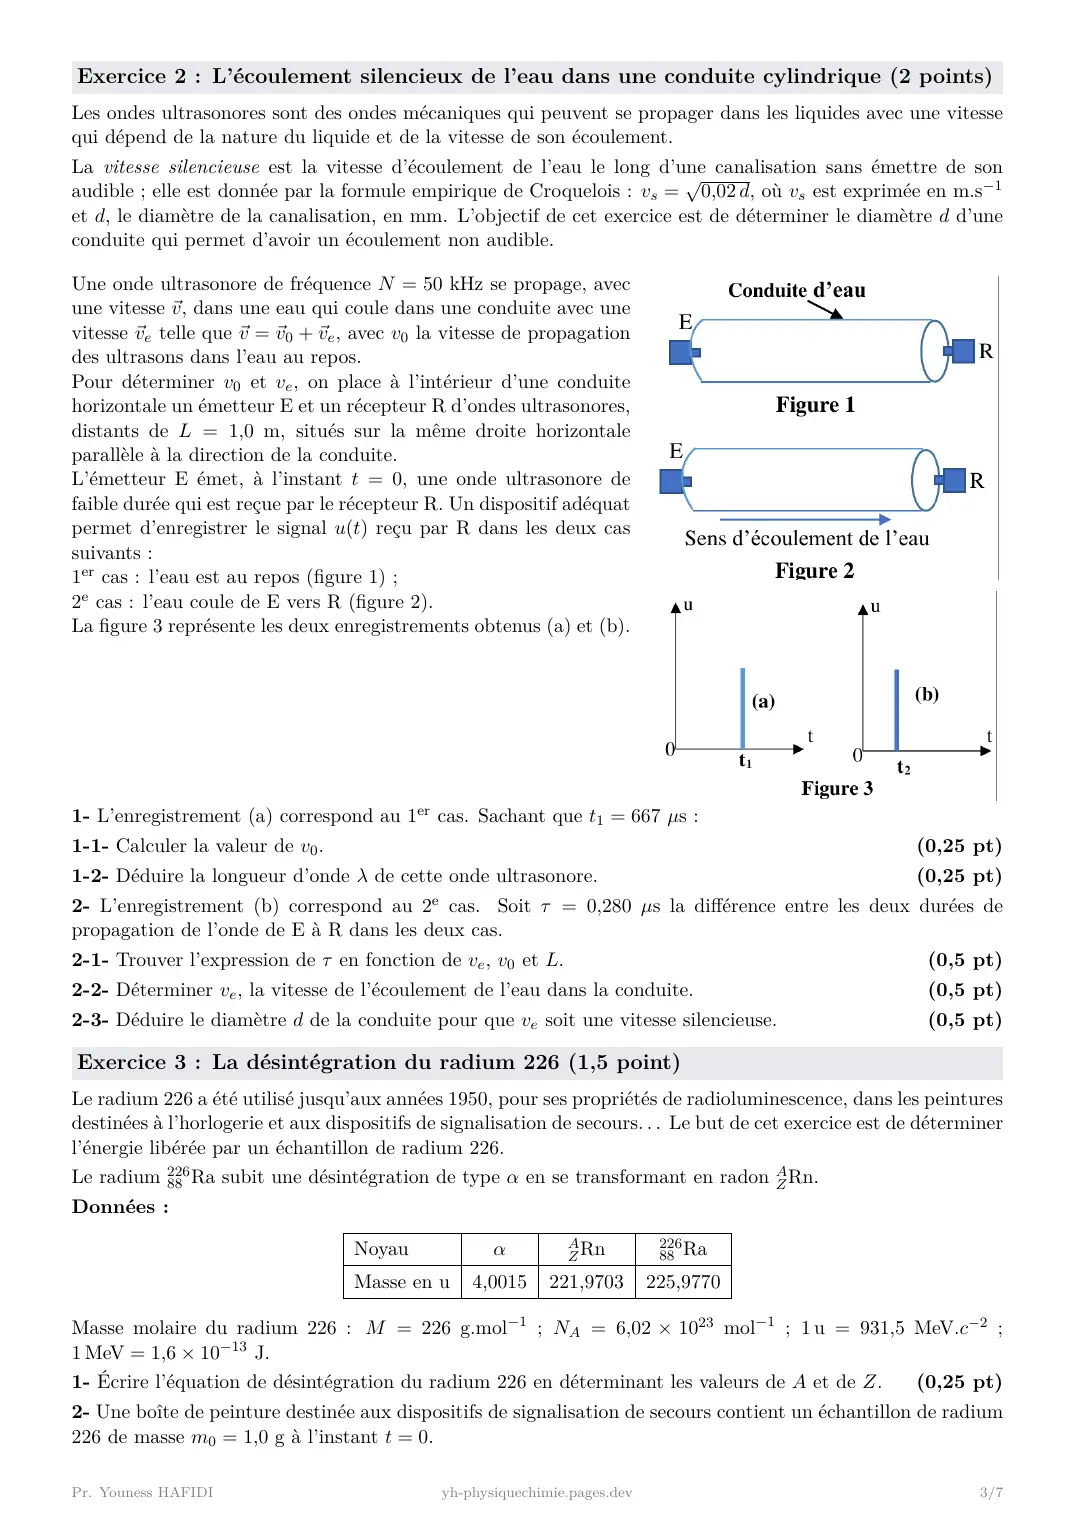 Exercice 2 : L'écoulement silencieux de l'eau dans une conduite cylindrique (2 points)
Les ondes ultrasonores sont des ondes mécaniques qui peuvent se propager dans les liquides avec une vitesse
qui dépend de la nature du liquide et de la vitesse de son écoulement.
La vitesse silencieuse est la vitesse d'écoulement de l'eau le long d'une canalisation sans émettre de son
audible ; elle est donnée par la formule empirique de Croquelois : vₛ = √0,02 d, où vₛ est exprimée en m.s⁻¹
et d, le diamètre de la canalisation, en mm. L'objectif de cet exercice est de déterminer le diamètre d d'une
conduite qui permet d'avoir un écoulement non audible.
Une onde ultrasonore de fréquence N = 50 kHz se propage, avec
une vitesse v⃗, dans une eau qui coule dans une conduite avec une
vitesse v⃗ₑ telle que v⃗ = v⃗₀ + v⃗ₑ, avec v₀ la vitesse de propagation
des ultrasons dans l'eau au repos.
Pour déterminer v₀ et vₑ, on place à l'intérieur d'une conduite
horizontale un émetteur E et un récepteur R d'ondes ultrasonores,
distants de L = 1,0 m, situés sur la même droite horizontale
parallèle à la direction de la conduite.
L'émetteur E émet, à l'instant t = 0, une onde ultrasonore de
faible durée qui est reçue par le récepteur R. Un dispositif adéquat
permet d'enregistrer le signal u(t) reçu par R dans les deux cas
suivants :
1er cas : l'eau est au repos (figure 1) ;
2e cas : l'eau coule de E vers R (figure 2).
La figure 3 représente les deux enregistrements obtenus (a) et (b).
Conduite d'eau
E
R
Figure 1
E
R
Sens d'écoulement de l'eau
Figure 2
u
(a)
0
t₁
t
u
(b)
0
t₂
t
Figure 3
1- L'enregistrement (a) correspond au 1er cas. Sachant que t₁ = 667 μs :
1-1- Calculer la valeur de v₀. (0,25 pt)
1-2- Déduire la longueur d'onde λ de cette onde ultrasonore. (0,25 pt)
2- L'enregistrement (b) correspond au 2e cas. Soit τ = 0,280 μs la différence entre les deux durées de
propagation de l'onde de E à R dans les deux cas.
2-1- Trouver l'expression de τ en fonction de vₑ, v₀ et L. (0,5 pt)
2-2- Déterminer vₑ, la vitesse de l'écoulement de l'eau dans la conduite. (0,5 pt)
2-3- Déduire le diamètre d de la conduite pour que vₑ soit une vitesse silencieuse. (0,5 pt)
Exercice 3 : La désintégration du radium 226 (1,5 point)
Le radium 226 a été utilisé jusqu'aux années 1950, pour ses propriétés de radioluminescence, dans les peintures
destinées à l'horlogerie et aux dispositifs de signalisation de secours... Le but de cet exercice est de déterminer
l'énergie libérée par un échantillon de radium 226.
Le radium ²²⁶₈₈Ra subit une désintégration de type α en se transformant en radon ᴬ_Z Rn.
Données :
Noyau α ᴬ_Z Rn ²²⁶₈₈Ra
Masse en u 4,0015 221,9703 225,9770
Masse molaire du radium 226 : M = 226 g.mol⁻¹ ; N_A = 6,02 × 10²³ mol⁻¹ ; 1 u = 931,5 MeV.c⁻² ;
1 MeV = 1,6 × 10⁻¹³ J.
1- Écrire l'équation de désintégration du radium 226 en déterminant les valeurs de A et de Z. (0,25 pt)
2- Une boîte de peinture destinée aux dispositifs de signalisation de secours contient un échantillon de radium
226 de masse m₀ = 1,0 g à l'instant t = 0.
Pr. Youness HAFIDI yh-physiquechimie.pages.dev 3/7